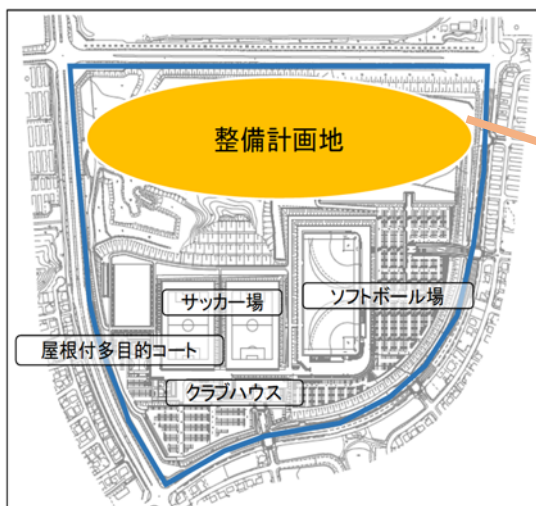 整備計画地
サッカー場
ソフトボール場
屋根付多目的コート
クラブハウス